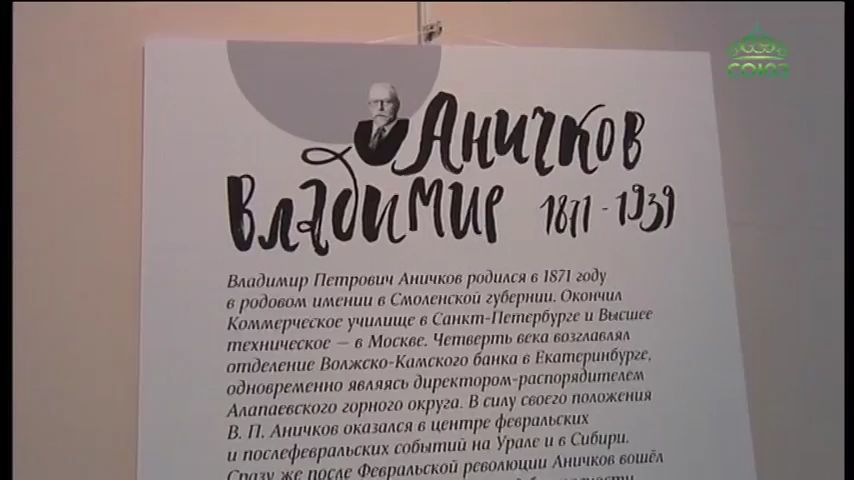 СОЮЗ
Аничков
Владимир 1871 - 1939
Владимир Петрович Аничков родился в 1871 году
в родовом имении в Смоленской губернии. Окончил
Коммерческое училище в Санкт-Петербурге и Высшее
техническое — в Москве. Четверть века возглавлял
отделение Волжско-Камского банка в Екатеринбурге,
одновременно являясь директором-распорядителем
Алапаевского горного округа. В силу своего положения
В. П. Аничков оказался в центре февральских
и послефевральских событий на Урале и в Сибири.
Сразу же после Февральской революции Аничков вошёл